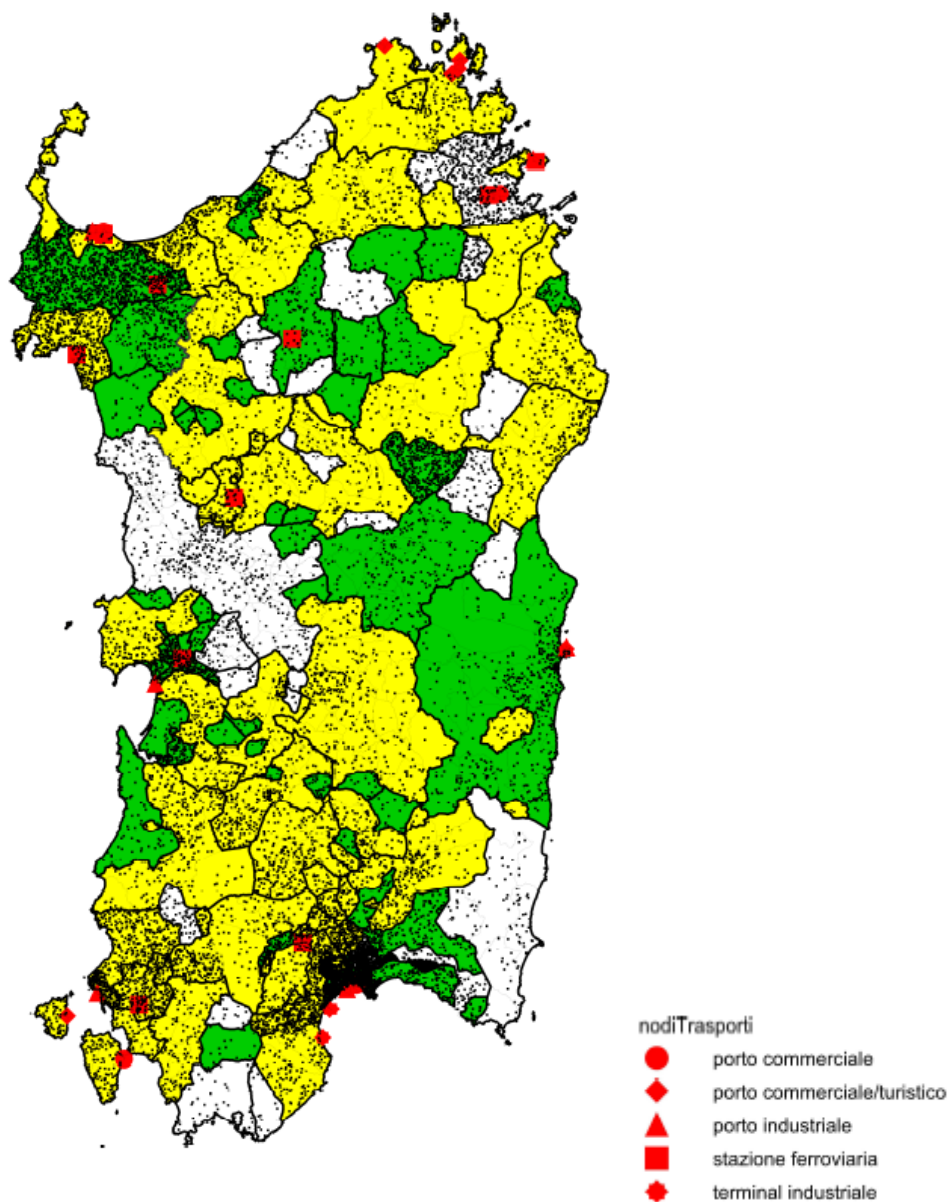 nodiTrasporti
porto commerciale
porto commerciale/turistico
porto industriale
stazione ferroviaria
terminal industriale